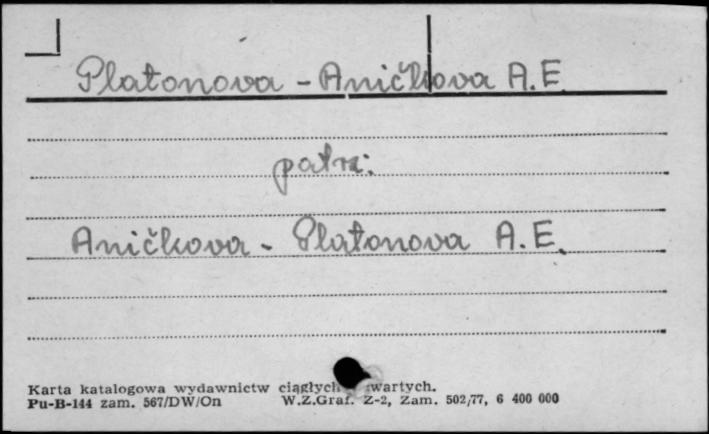 Platonova - Aničkova A.E.
patrz:
Aničkova - Platonova A.E.
Karta katalogowa wydawnictw ciągłych wartych.
Pu-B-144 zam. 567/DW/On W.Z.Graf. Z-2, Zam. 502/77, 6 400 000